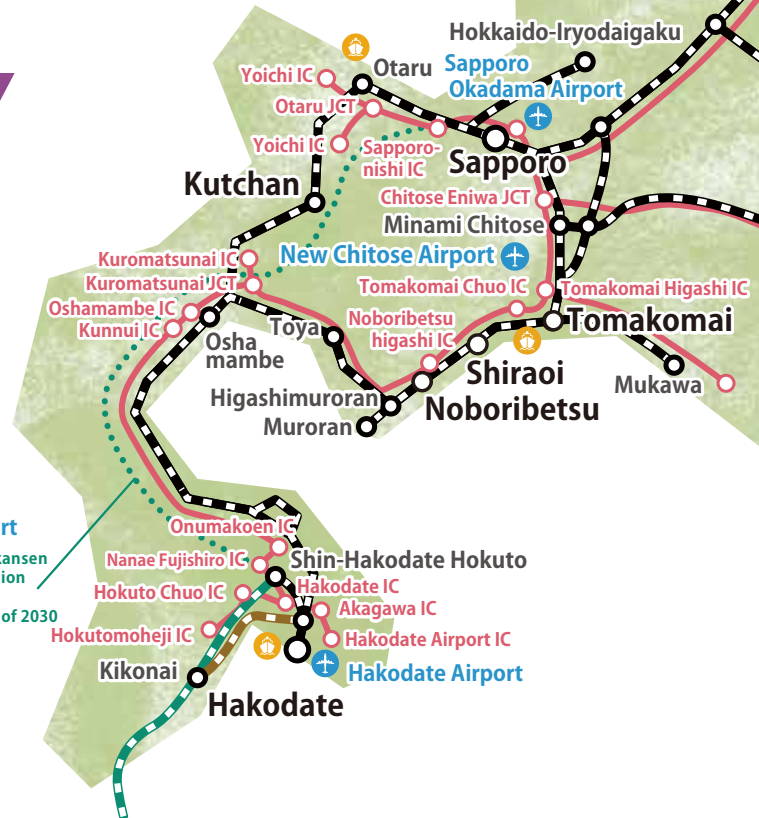 Hokkaido-Iryodaigaku
Otaru
Sapporo
Okadama Airport
Yoichi IC
Otaru JCT
Yoichi IC
Sapporo-
nishi IC
Sapporo
Kutchan
Chitose Eniwa JCT
Minami Chitose
New Chitose Airport
Kuromatsunai IC
Kuromatsunai JCT
Tomakomai Chuo IC
Tomakomai Higashi IC
Oshamambe IC
Kunnui IC
Osha
mambe
Toya
Noboribetsu
higashi IC
Tomakomai
Shiraoi
Mukawa
Higashimuroran
Noboribetsu
Muroran
rt
kansen
ion
of 2030
Onumakoen IC
Nanae Fujishiro IC
Shin-Hakodate Hokuto
Hokuto Chuo IC
Hakodate IC
Akagawa IC
Hokutomoheji IC
Hakodate Airport IC
Kikonai
Hakodate Airport
Hakodate